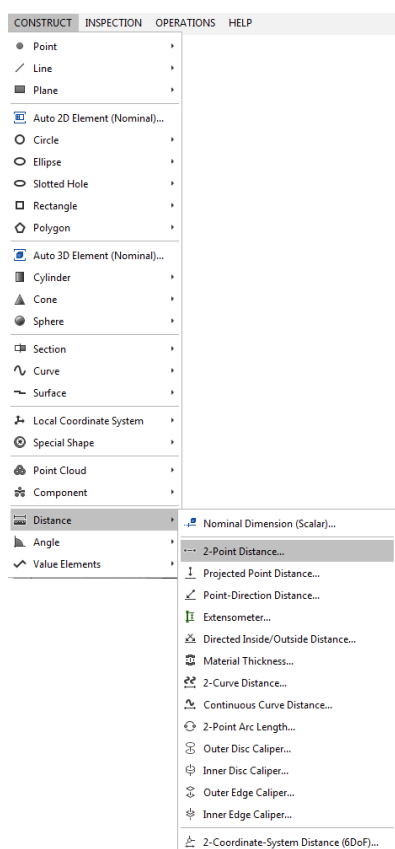 CONSTRUCT INSPECTION OPERATIONS HELP
Point
Line
Plane
Auto 2D Element (Nominal)...
Circle
Ellipse
Slotted Hole
Rectangle
Polygon
Auto 3D Element (Nominal)...
Cylinder
Cone
Sphere
Section
Curve
Surface
Local Coordinate System
Special Shape
Point Cloud
Component
Distance
Angle
Value Elements
Nominal Dimension (Scalar)...
2-Point Distance...
Projected Point Distance...
Point-Direction Distance...
Extensometer...
Directed Inside/Outside Distance...
Material Thickness...
2-Curve Distance...
Continuous Curve Distance...
2-Point Arc Length...
Outer Disc Caliper...
Inner Disc Caliper...
Outer Edge Caliper...
Inner Edge Caliper...
2-Coordinate-System Distance (6DoF)...